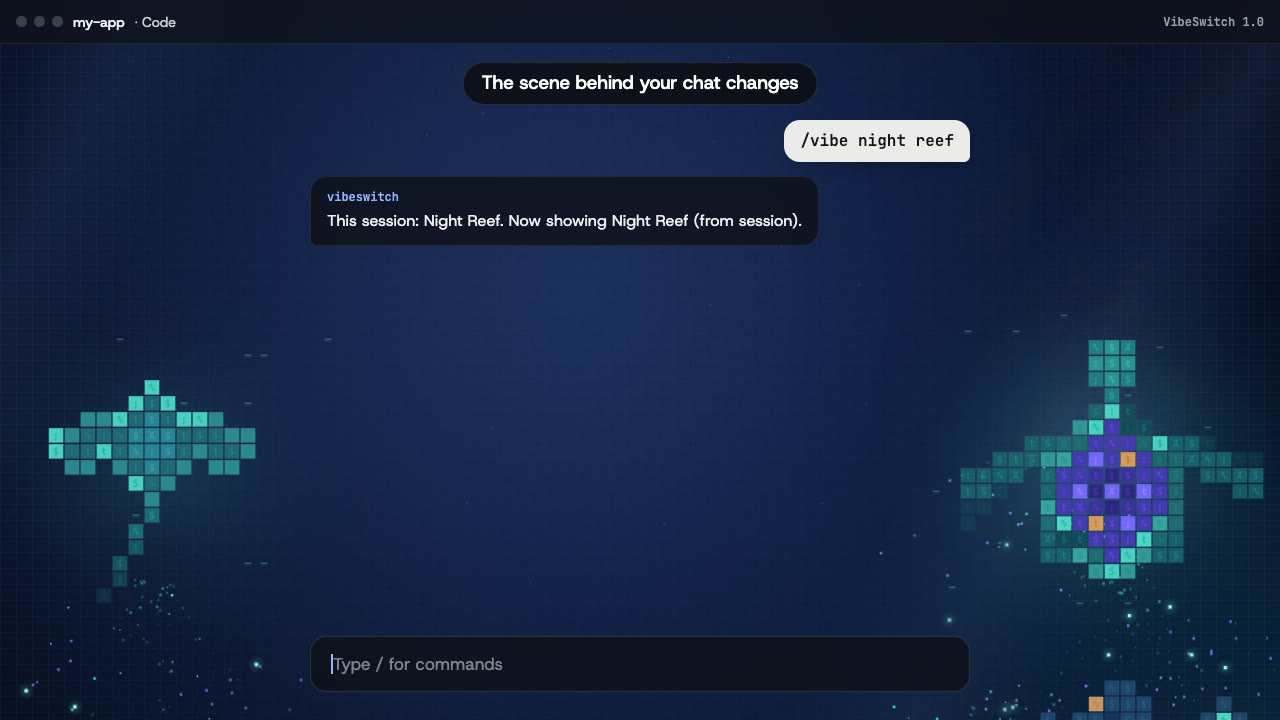 my-app · Code
VibeSwitch 1.0
The scene behind your chat changes
/vibe night reef
vibeswitch
This session: Night Reef. Now showing Night Reef (from session).
Type / for commands